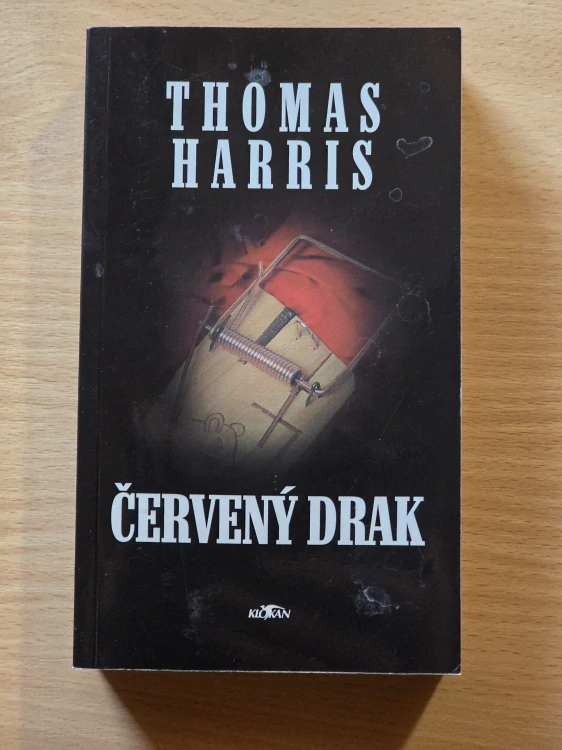 THOMAS
HARRIS
ČERVENÝ DRAK
KLOKAN